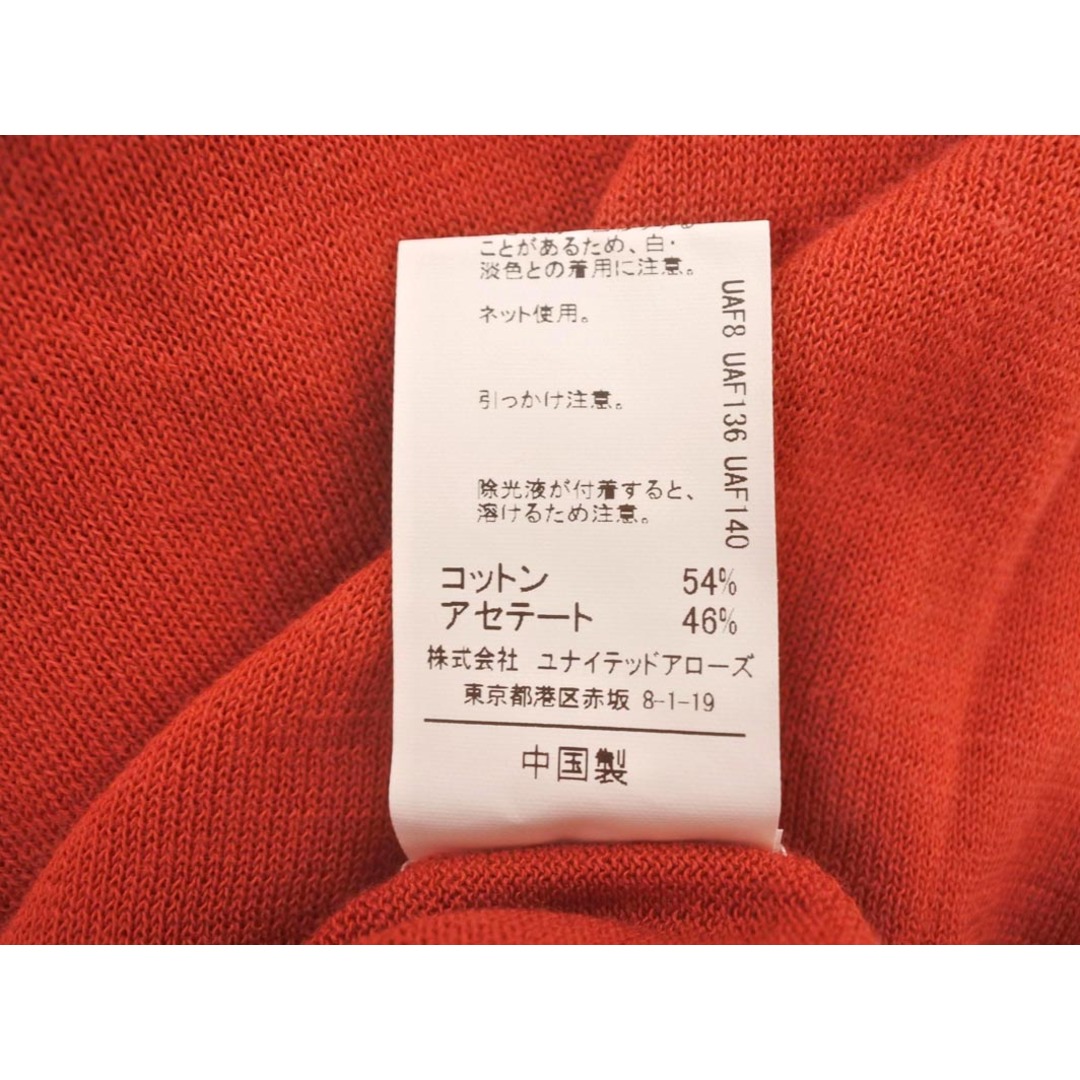 ことがあるため、白・
淡色との着用に注意。
ネット使用。
引っかけ注意。
除光液が付着すると、
溶けるため注意。
UAF8 UAF136 UAF140
コットン 54%
アセテート 46%
株式会社 ユナイテッドアローズ
東京都港区赤坂 8-1-19
中国製